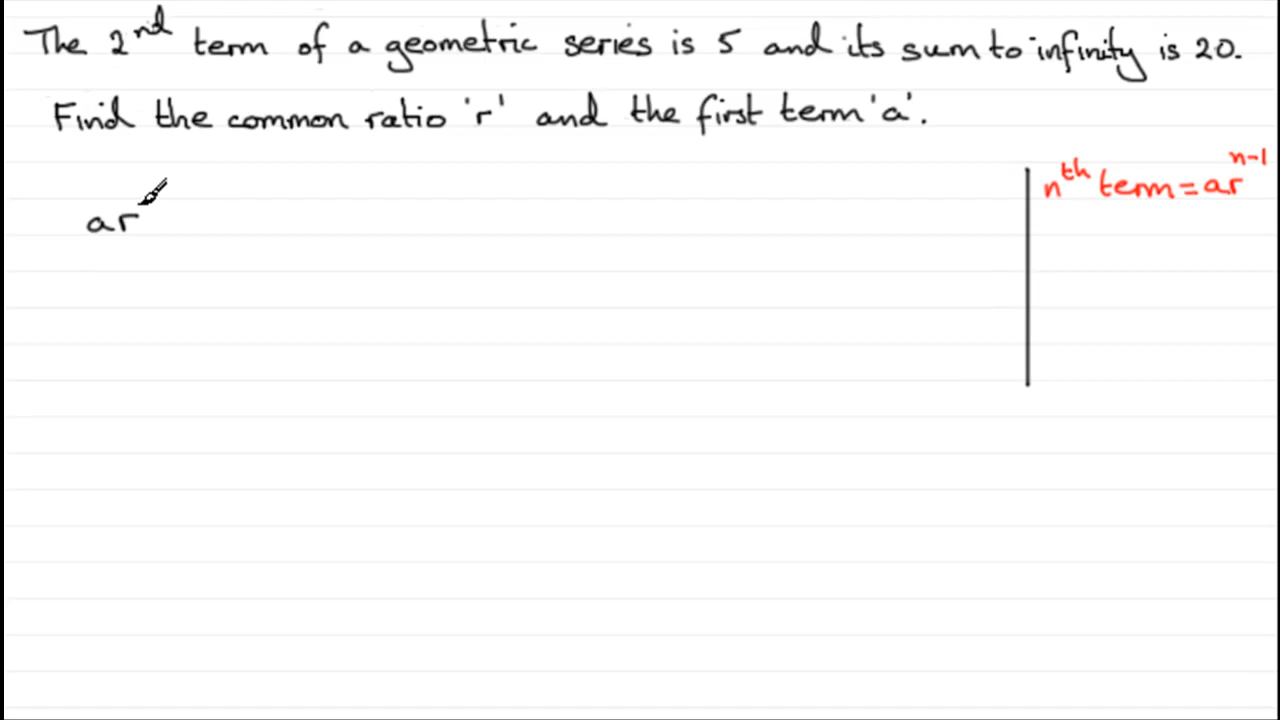 The 2nd term of a geometric series is 5 and its sum to infinity is 20.
Find the common ratio 'r' and the first term 'a'.
nth term = ar^n-1
ar